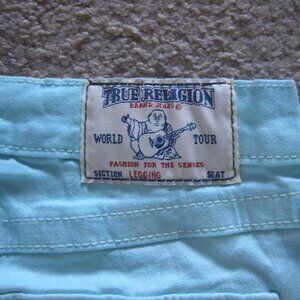 TRUE RELIGION
BRAND JEANS®
WORLD TOUR
FASHION FOR THE SENSES
SECTION LEGGING SEAT